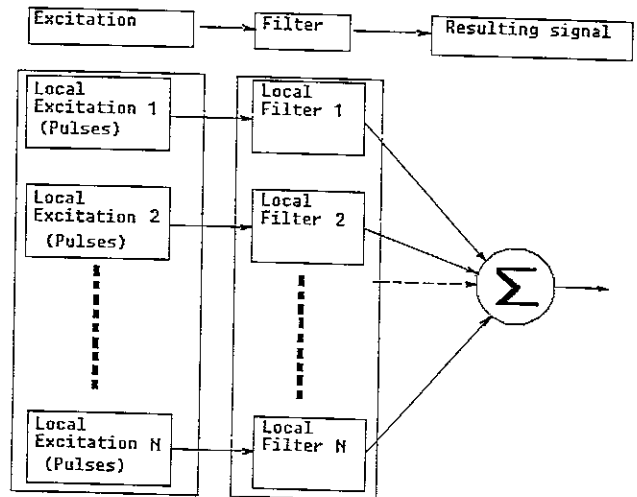 Excitation
Filter
Resulting signal
Local
Excitation 1
(Pulses)
Local
Filter 1
Local
Excitation 2
(Pulses)
Local
Filter 2
Σ
Local
Excitation N
(Pulses)
Local
Filter N